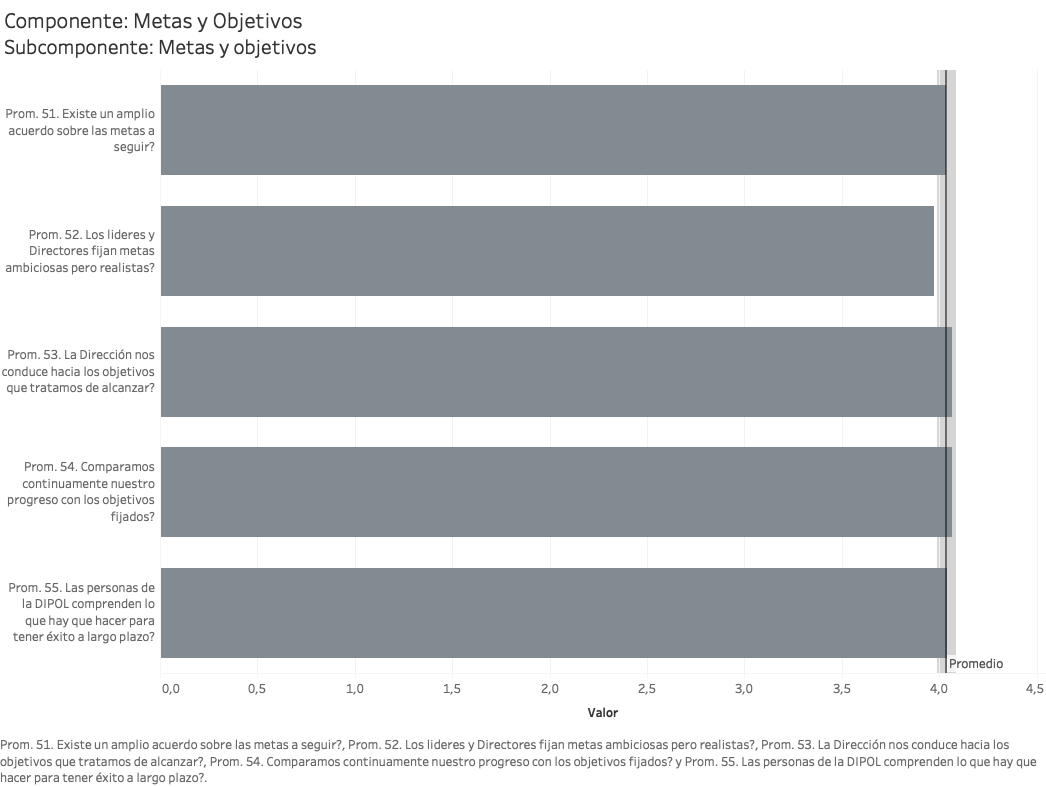 Componente: Metas y Objetivos
Subcomponente: Metas y objetivos
Prom. 51. Existe un amplio
acuerdo sobre las metas a
seguir?
Prom. 52. Los lideres y
Directores fijan metas
ambiciosas pero realistas?
Prom. 53. La Dirección nos
conduce hacia los objetivos
que tratamos de alcanzar?
Prom. 54. Comparamos
continuamente nuestro
progreso con los objetivos
fijados?
Prom. 55. Las personas de
la DIPOL comprenden lo
que hay que hacer para
tener éxito a largo plazo?
Promedio
0,0 0,5 1,0 1,5 2,0 2,5 3,0 3,5 4,0 4,5
Valor
Prom. 51. Existe un amplio acuerdo sobre las metas a seguir?, Prom. 52. Los lideres y Directores fijan metas ambiciosas pero realistas?, Prom. 53. La Dirección nos conduce hacia los
objetivos que tratamos de alcanzar?, Prom. 54. Comparamos continuamente nuestro progreso con los objetivos fijados? y Prom. 55. Las personas de la DIPOL comprenden lo que hay que
hacer para tener éxito a largo plazo?.